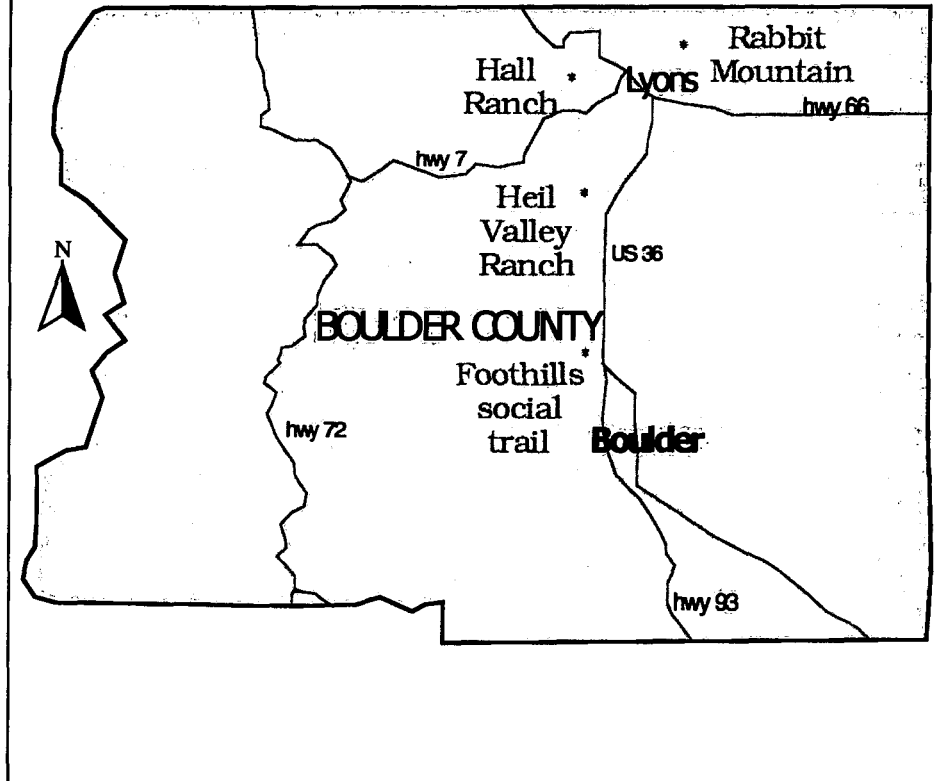 Rabbit
Mountain
Hall
Ranch
Lyons
hwy 66
hwy 7
Heil
Valley
Ranch
US 36
N
BOULDER COUNTY
Foothills
social
trail
hwy 72
Boulder
hwy 93